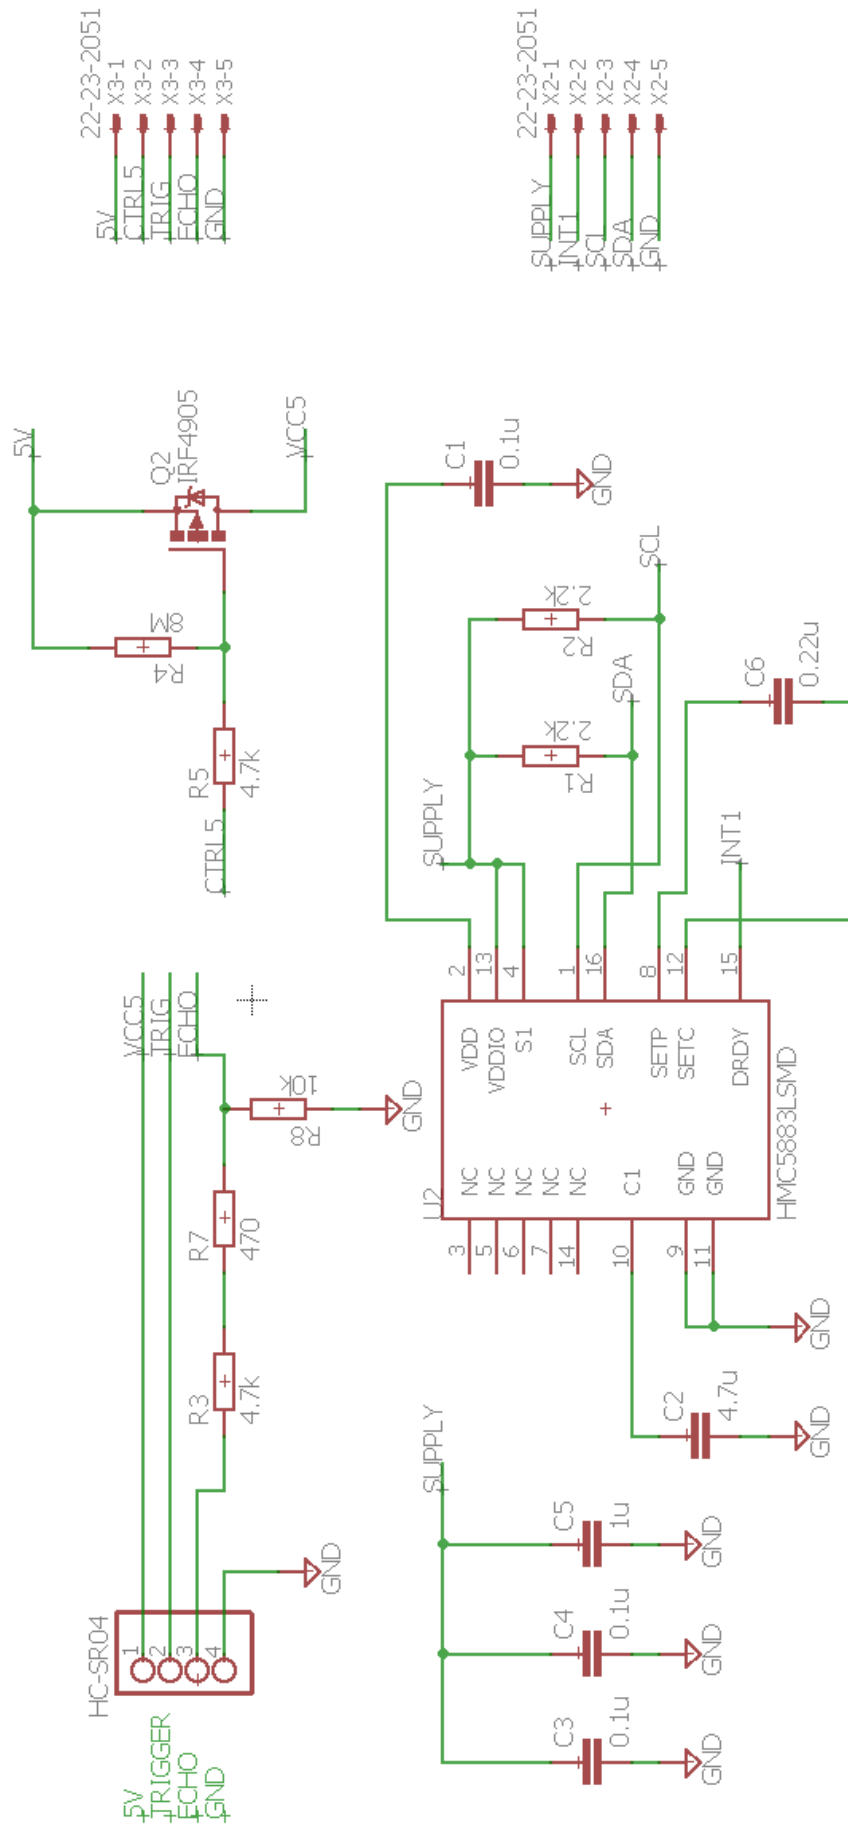 22-23-2051
X3-1
X3-2
X3-3
X3-4
X3-5
5V
CTRL5
TRIG
ECHO
GND
22-23-2051
X2-1
X2-2
X2-3
X2-4
X2-5
SUPPLY
INT1
SCL
SDA
GND
5V
Q2
IRF4905
VCC5
R4
8M
R5
4.7k
CTRL5
C1
0.1u
GND
SCL
R2
2.2k
SDA
R1
2.2k
SUPPLY
C6
0.22u
INT1
VCC5
TRIG
ECHO
R8
10k
GND
R7
470
R3
4.7k
GND
HC-SR04
1
2
3
4
5V
TRIGGER
ECHO
GND
U2
HMC5883LSMD
2
13
4
1
16
8
12
15
VDD
VDDIO
S1
SCL
SDA
SETP
SETC
DRDY
NC
NC
NC
NC
NC
C1
GND
GND
3
5
6
7
14
10
9
11
GND
C2
4.7u
GND
SUPPLY
C5
1u
GND
C4
0.1u
GND
C3
0.1u
GND